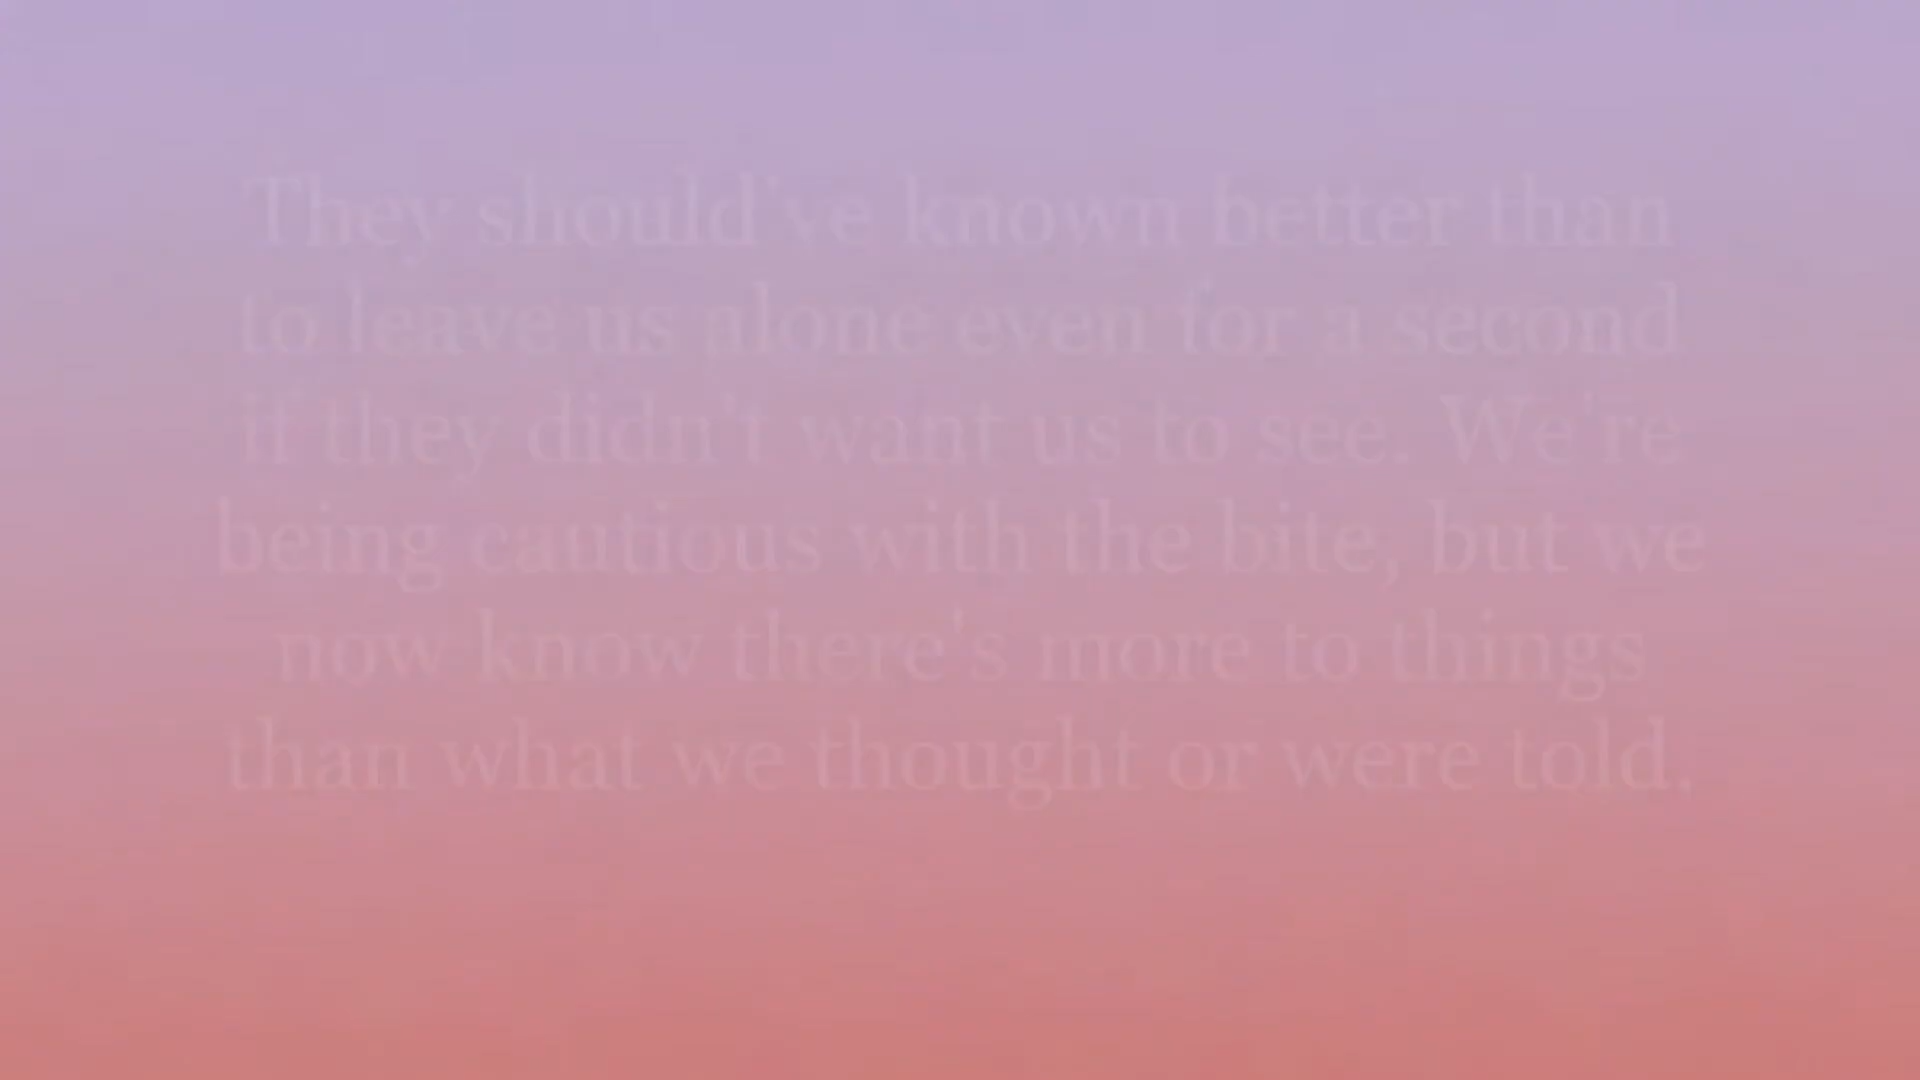 They should've known better than
to leave us alone even for a second
if they didn't want us to see. We're
being cautious with the bite, but we
now know there's more to things
than what we thought or were told.